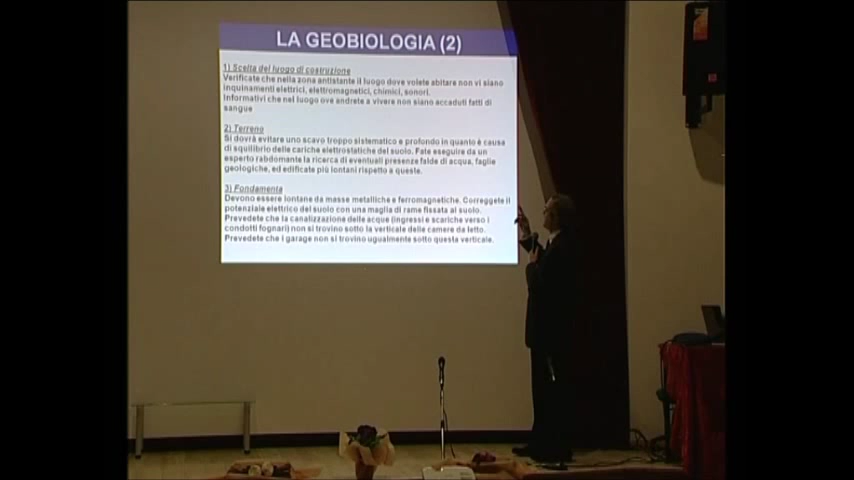 LA GEOBIOLOGIA (2)
1) Scelta del luogo di costruzione
Verificate che nella zona antistante il luogo dove volete abitare non vi siano
inquinamenti elettrici, elettromagnetici, chimici, sonori.
Informativi che nel luogo ove andrete a vivere non siano accaduti fatti di
sangue
2) Terreno
Si dovrà evitare uno scavo troppo sistematico e profondo in quanto è causa
di squilibrio delle cariche elettrostatiche del suolo. Fate eseguire da un
esperto rabdomante la ricerca di eventuali presenze falde di acqua, faglie
geologiche, ed edificate più lontani rispetto a queste.
3) Fondamenta
Devono essere lontane da masse metalliche e ferromagnetiche. Correggete il
potenziale elettrico del suolo con una maglia di rame fissata al suolo.
Prevedete che la canalizzazione delle acque (ingressi e scariche verso i
condotti fognari) non si trovino sotto la verticale delle camere da letto.
Prevedete che i garage non si trovino ugualmente sotto questa verticale.